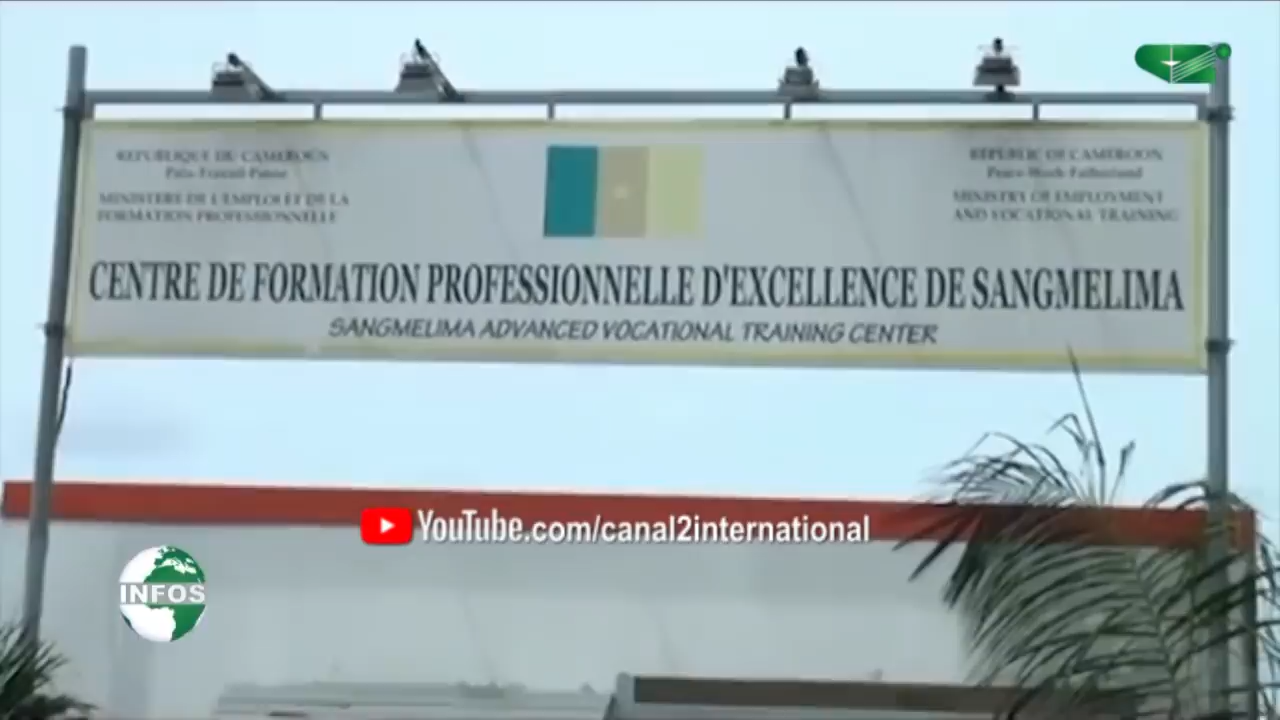 REPUBLIQUE DU CAMEROUN
Paix-Travail-Patrie
MINISTERE DE L'EMPLOI ET DE LA
FORMATION PROFESSIONNELLE
REPUBLIC OF CAMEROON
Peace-Work-Fatherland
MINISTRY OF EMPLOYMENT
AND VOCATIONAL TRAINING
CENTRE DE FORMATION PROFESSIONNELLE D'EXCELLENCE DE SANGMELIMA
SANGMELIMA ADVANCED VOCATIONAL TRAINING CENTER
YouTube.com/canal2international
INFOS